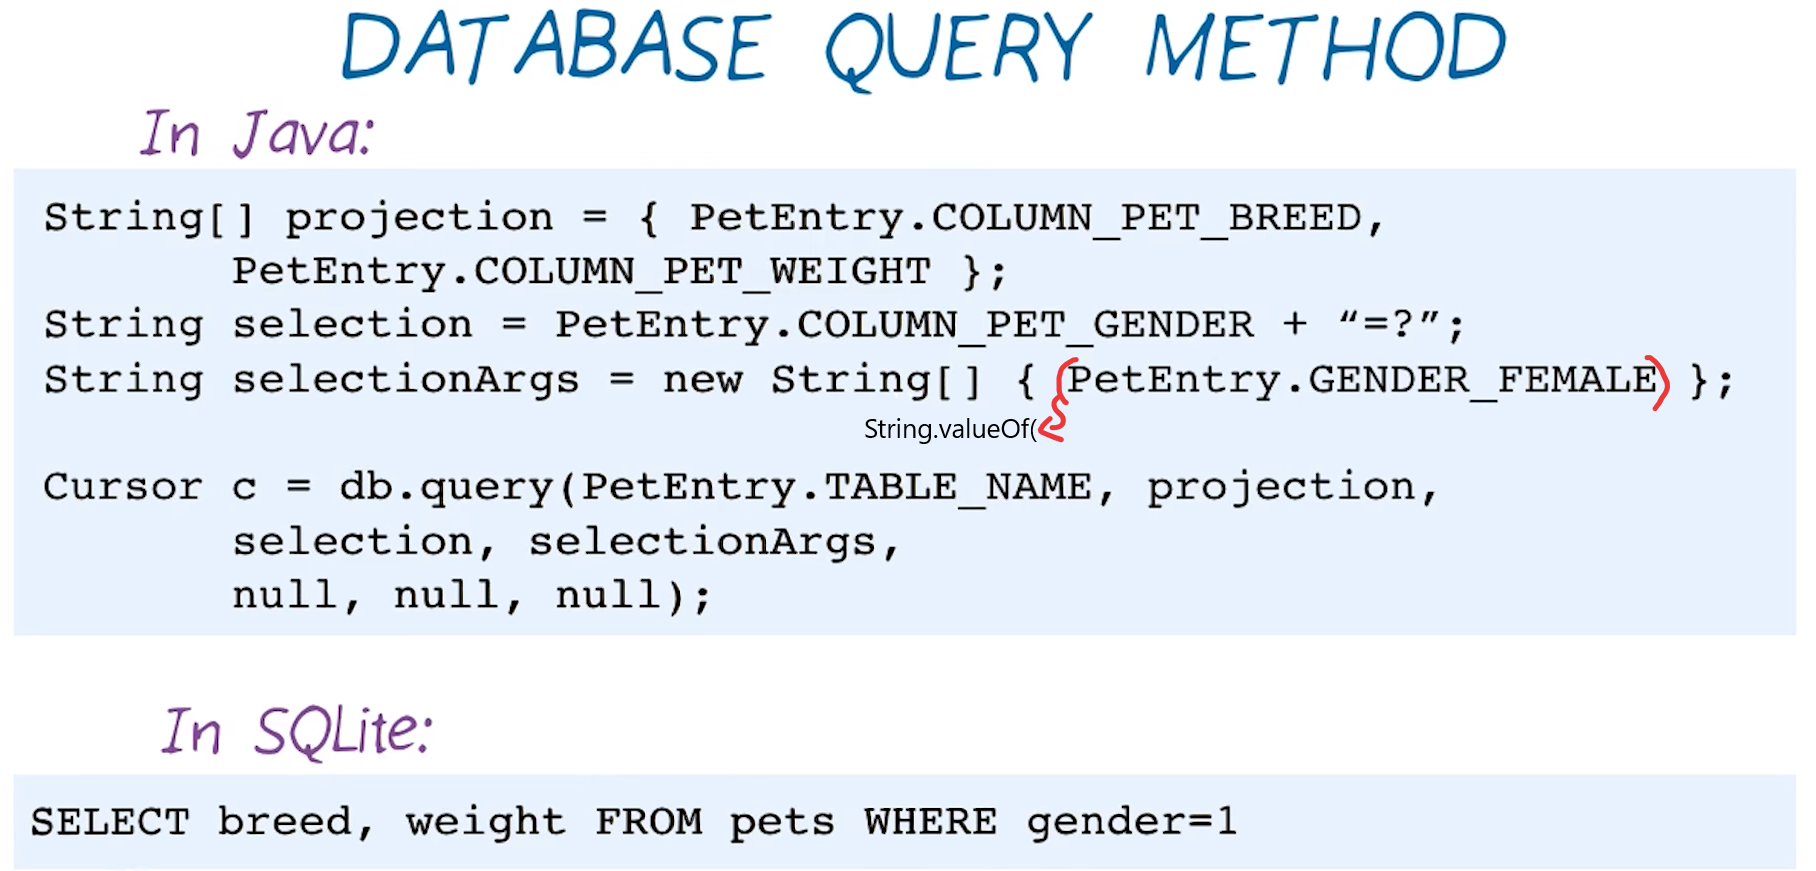 DATABASE QUERY METHOD
In Java:
String[] projection = { PetEntry.COLUMN_PET_BREED,
PetEntry.COLUMN_PET_WEIGHT };
String selection = PetEntry.COLUMN_PET_GENDER + “=?”;
String selectionArgs = new String[] { (PetEntry.GENDER_FEMALE) };
String.valueOf(
Cursor c = db.query(PetEntry.TABLE_NAME, projection,
selection, selectionArgs,
null, null, null);
In SQLite:
SELECT breed, weight FROM pets WHERE gender=1